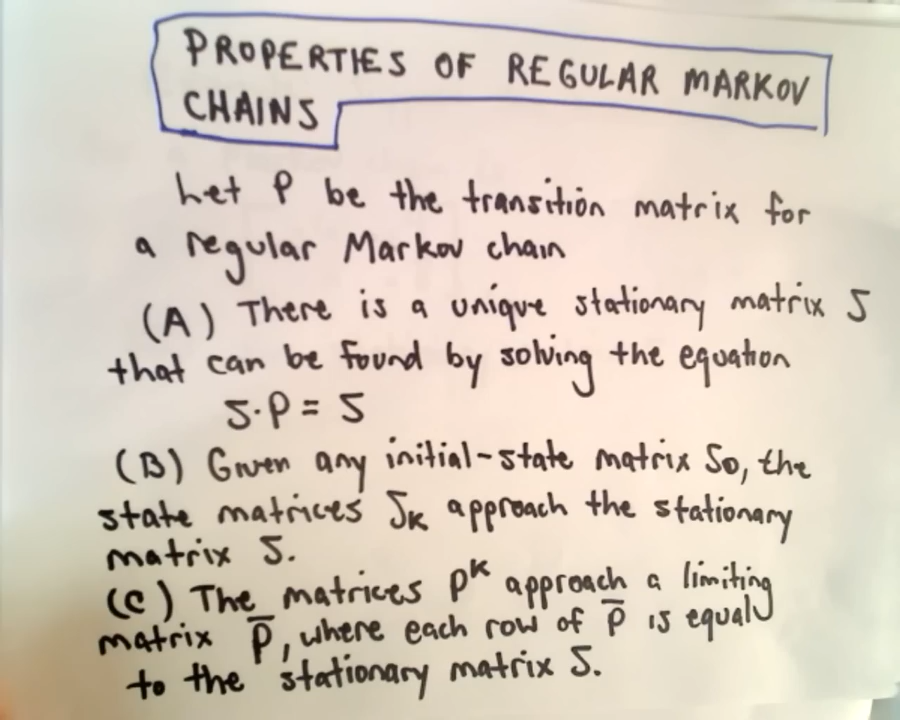 PROPERTIES OF REGULAR MARKOV
CHAINS
Let P be the transition matrix for
a regular Markov chain
(A) There is a unique stationary matrix S
that can be found by solving the equation
S·P = S
(B) Given any initial-state matrix S₀, the
state matrices Sₖ approach the stationary
matrix S.
(C) The matrices Pᵏ approach a limiting
matrix P̄, where each row of P̄ is equal
to the stationary matrix S.